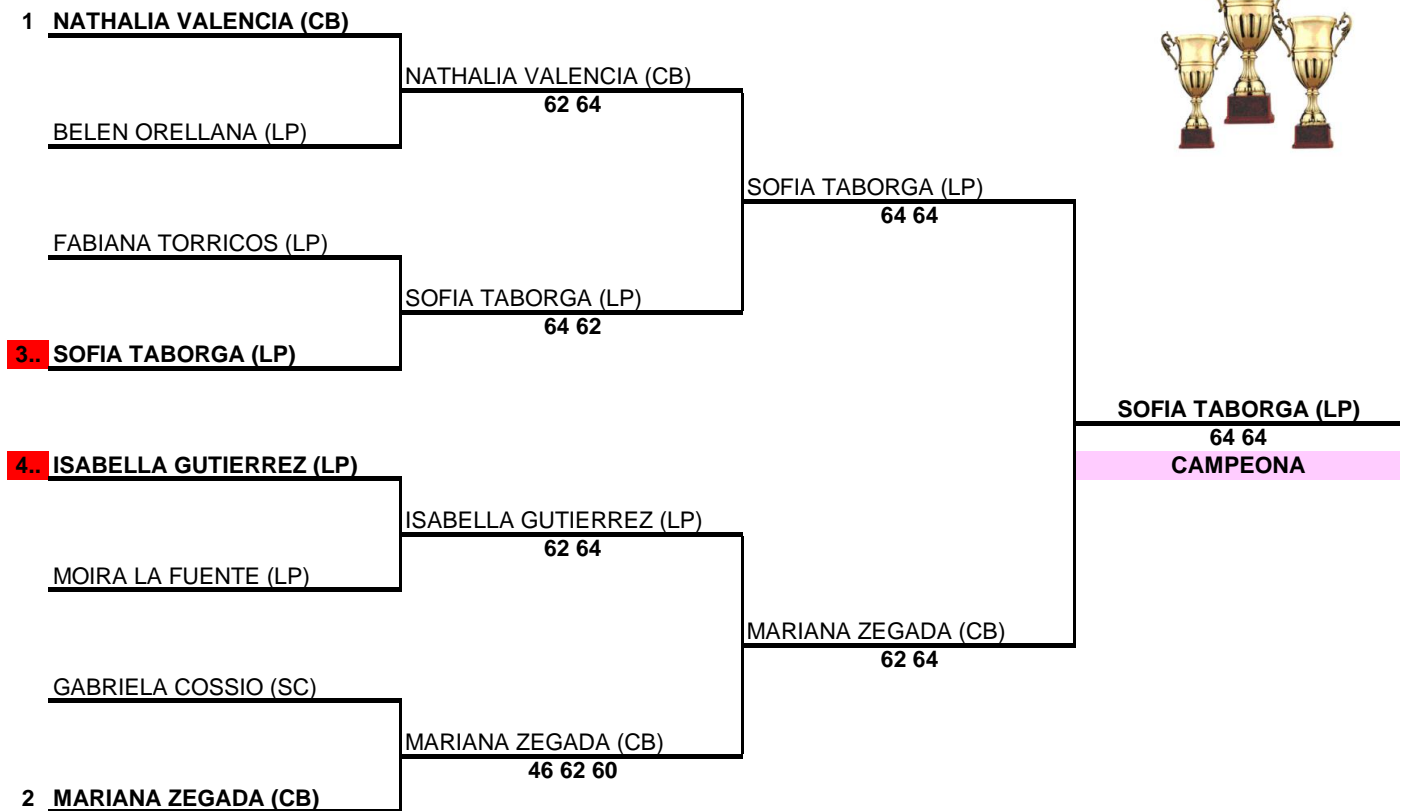 1 NATHALIA VALENCIA (CB)
NATHALIA VALENCIA (CB)
62 64
BELEN ORELLANA (LP)
SOFIA TABORGA (LP)
64 64
FABIANA TORRICOS (LP)
SOFIA TABORGA (LP)
64 62
3.. SOFIA TABORGA (LP)
SOFIA TABORGA (LP)
64 64
CAMPEONA
4.. ISABELLA GUTIERREZ (LP)
ISABELLA GUTIERREZ (LP)
62 64
MOIRA LA FUENTE (LP)
MARIANA ZEGADA (CB)
62 64
GABRIELA COSSIO (SC)
MARIANA ZEGADA (CB)
46 62 60
2 MARIANA ZEGADA (CB)